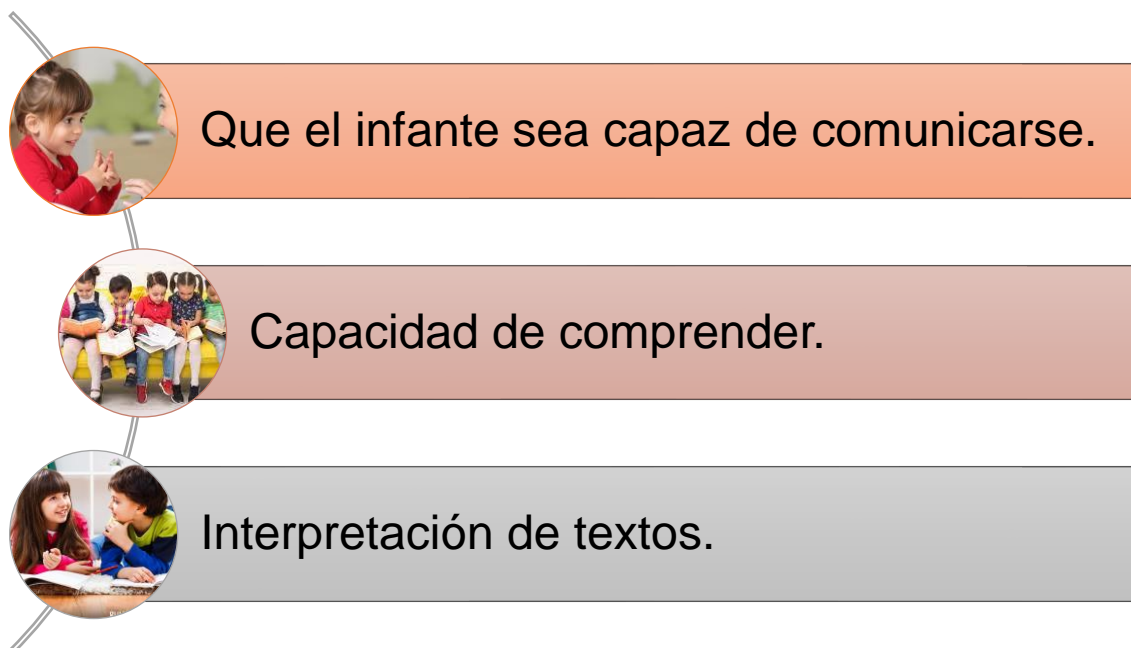 Que el infante sea capaz de comunicarse.
Capacidad de comprender.
Interpretación de textos.